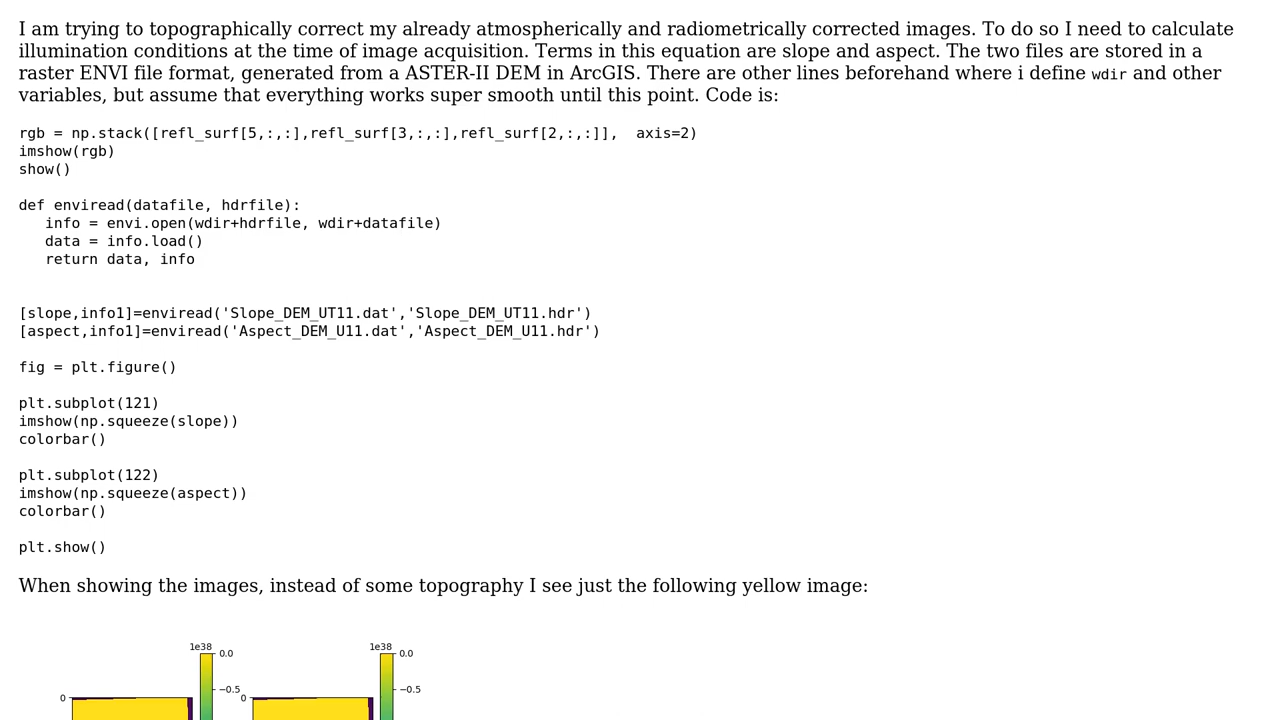 I am trying to topographically correct my already atmospherically and radiometrically corrected images. To do so I need to calculate
illumination conditions at the time of image acquisition. Terms in this equation are slope and aspect. The two files are stored in a
raster ENVI file format, generated from a ASTER-II DEM in ArcGIS. There are other lines beforehand where i define wdir and other
variables, but assume that everything works super smooth until this point. Code is:
rgb = np.stack([refl_surf[5,:,:],refl_surf[3,:,:],refl_surf[2,:,:]],  axis=2)
imshow(rgb)
show()
def enviread(datafile, hdrfile):
   info = envi.open(wdir+hdrfile, wdir+datafile)
   data = info.load()
   return data, info
[slope,info1]=enviread('Slope_DEM_UT11.dat','Slope_DEM_UT11.hdr')
[aspect,info1]=enviread('Aspect_DEM_U11.dat','Aspect_DEM_U11.hdr')
fig = plt.figure()
plt.subplot(121)
imshow(np.squeeze(slope))
colorbar()
plt.subplot(122)
imshow(np.squeeze(aspect))
colorbar()
plt.show()
When showing the images, instead of some topography I see just the following yellow image:
1e38 1e38
0.0 0.0
−0.5 −0.5
0 0